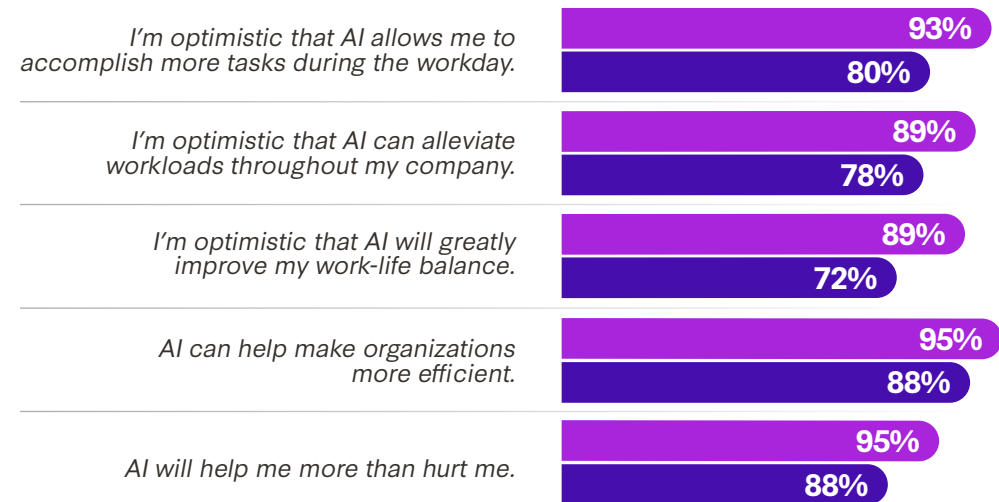 I'm optimistic that AI allows me to
accomplish more tasks during the workday.
93%
80%
I'm optimistic that AI can alleviate
workloads throughout my company.
89%
78%
I'm optimistic that AI will greatly
improve my work-life balance.
89%
72%
AI can help make organizations
more efficient.
95%
88%
AI will help me more than hurt me.
95%
88%